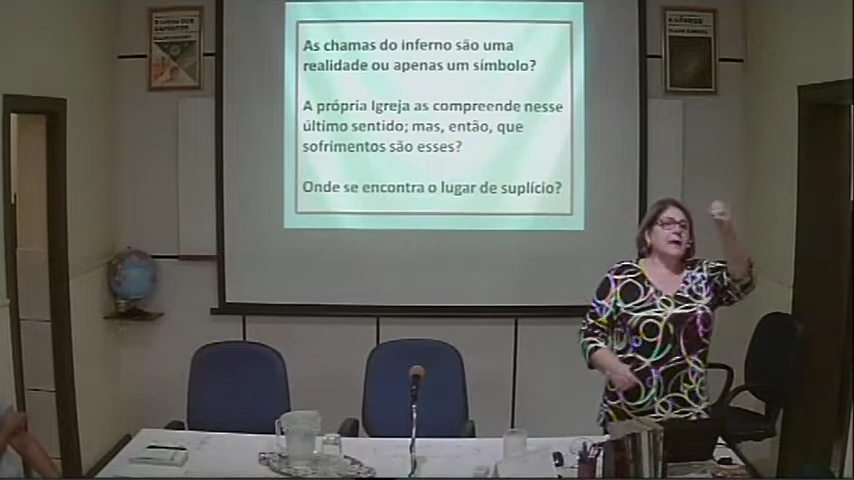 As chamas do inferno são uma
realidade ou apenas um símbolo?
A própria Igreja as compreende nesse
último sentido; mas, então, que
sofrimentos são esses?
Onde se encontra o lugar de suplício?